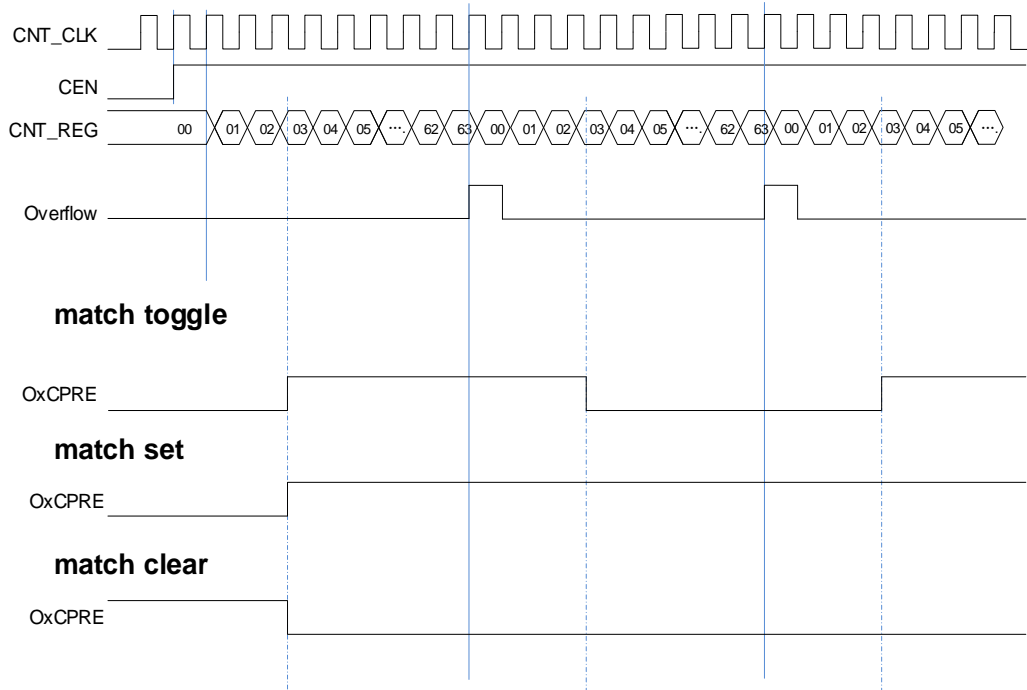 CNT_CLK
CEN
CNT_REG 00 01 02 03 04 05 ···. 62 63 00 01 02 03 04 05 ···. 62 63 00 01 02 03 04 05 ···.
Overflow
match toggle
OxCPRE
match set
OxCPRE
match clear
OxCPRE